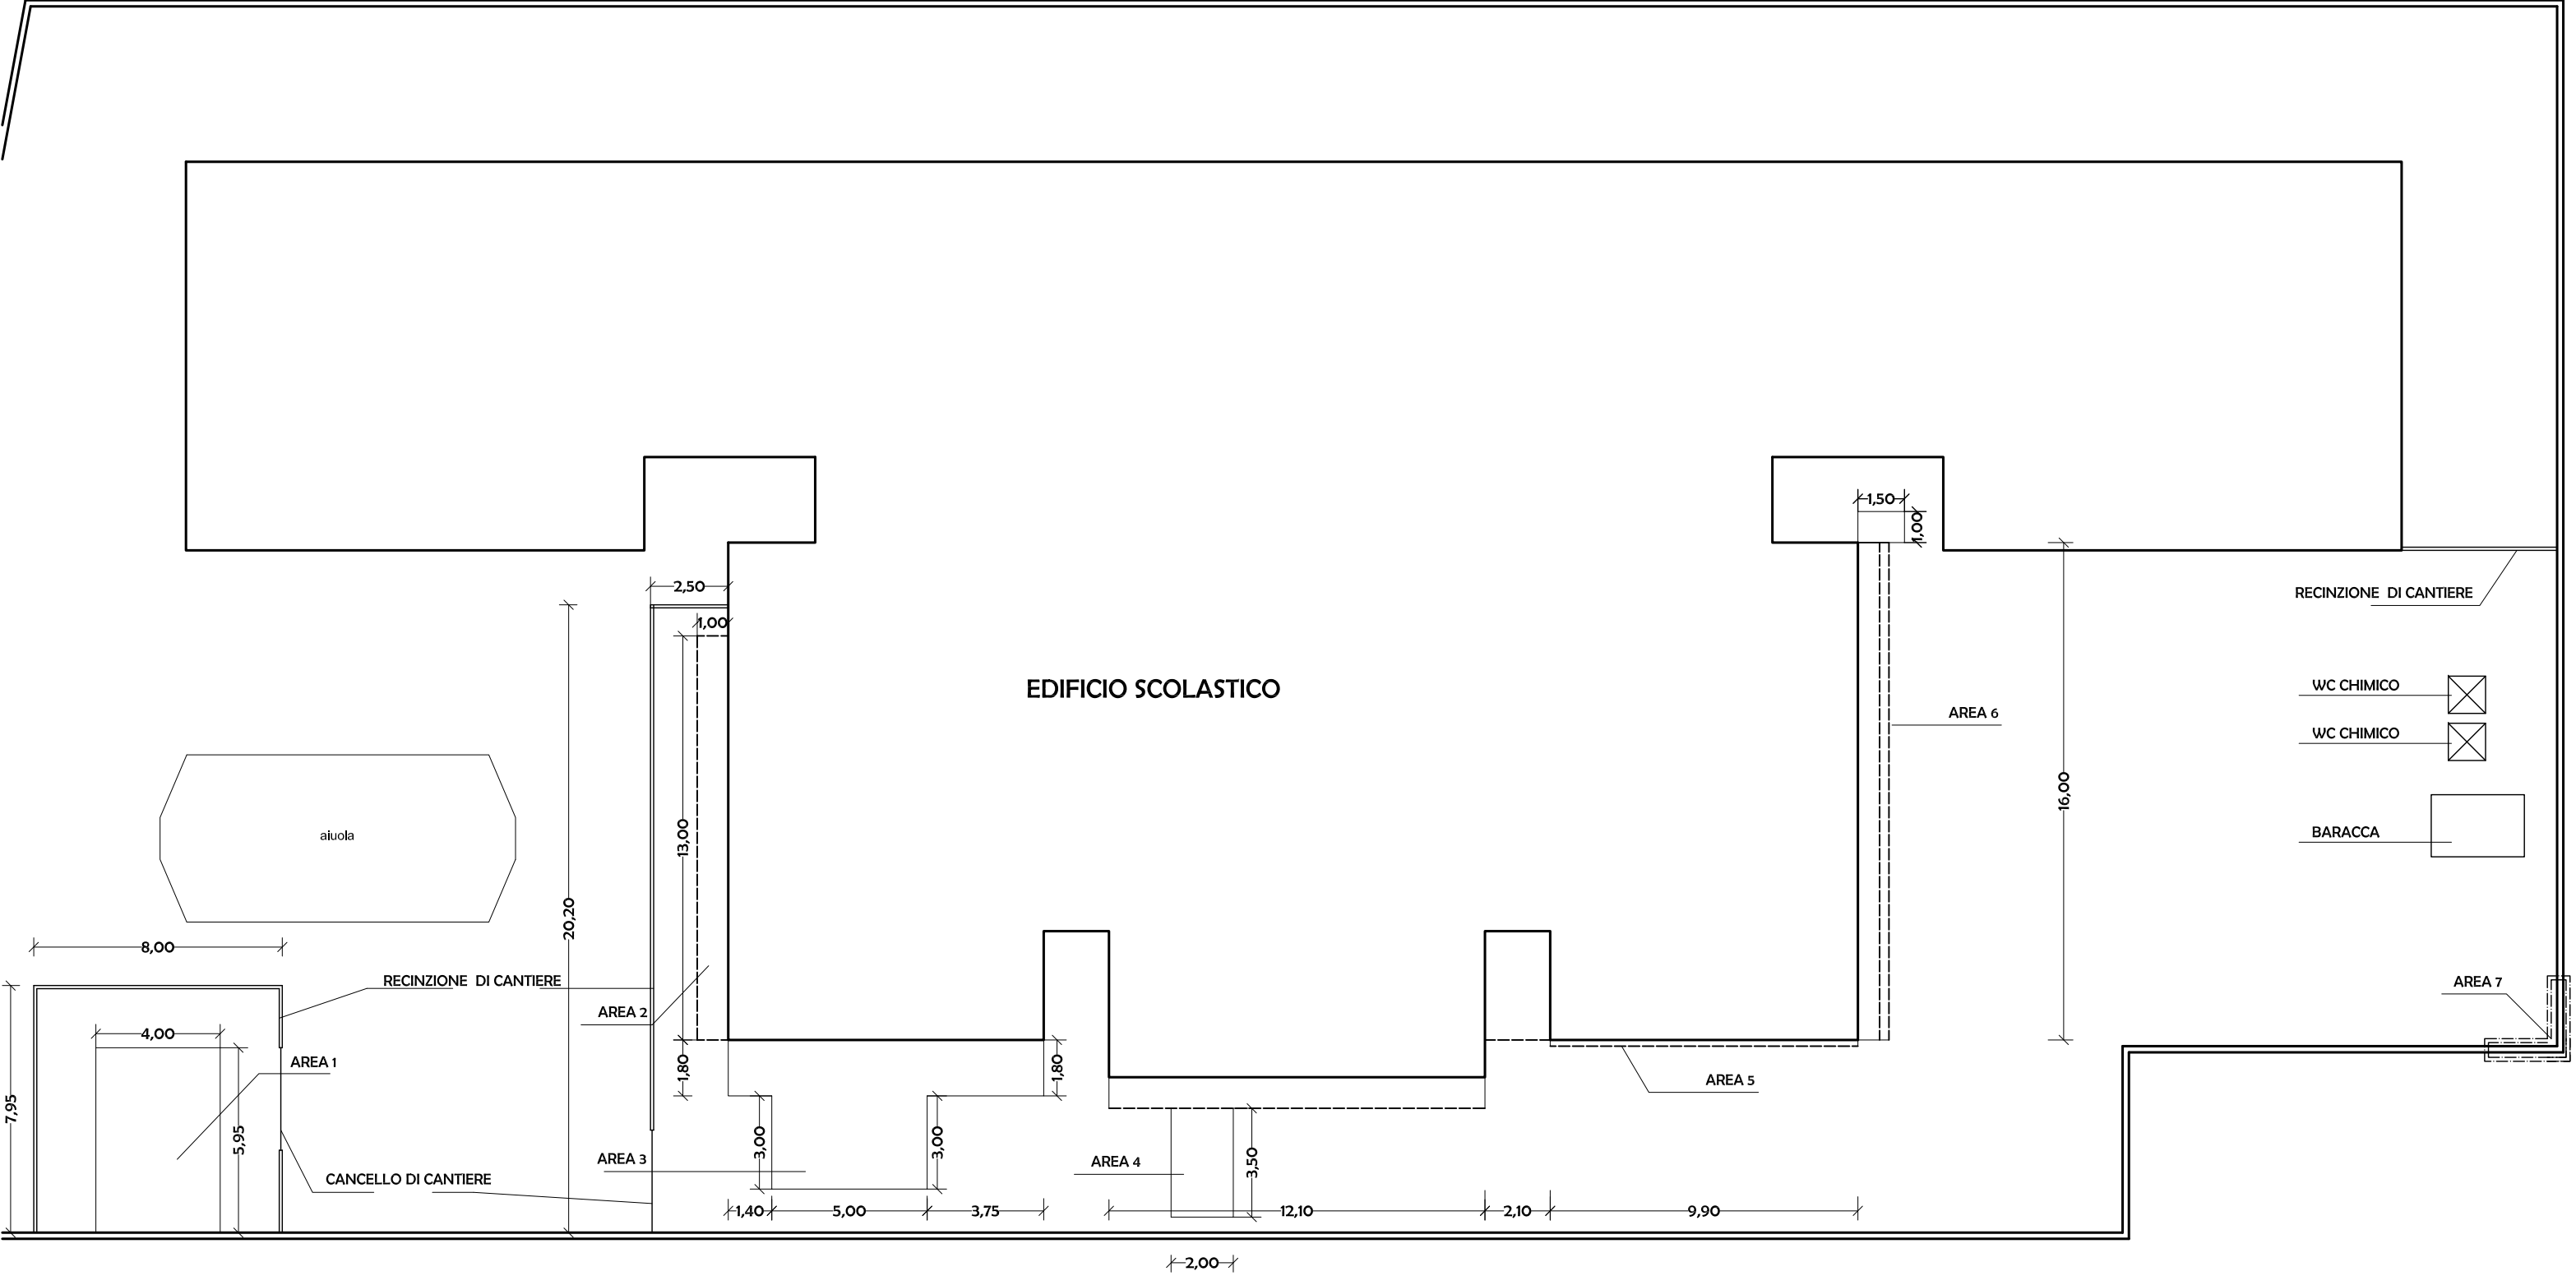 1,50
1,00
2,50
RECINZIONE  DI CANTIERE
1,00
EDIFICIO SCOLASTICO
WC CHIMICO
AREA 6
WC CHIMICO
16,00
aiuola
13,00
BARACCA
20,20
8,00
RECINZIONE  DI CANTIERE
AREA 7
AREA 2
4,00
AREA 1
1,80
1,80
AREA 5
7,95
5,95
3,00
3,00
AREA 3
AREA 4
3,50
CANCELLO DI CANTIERE
1,40
5,00
3,75
12,10
2,10
9,90
2,00